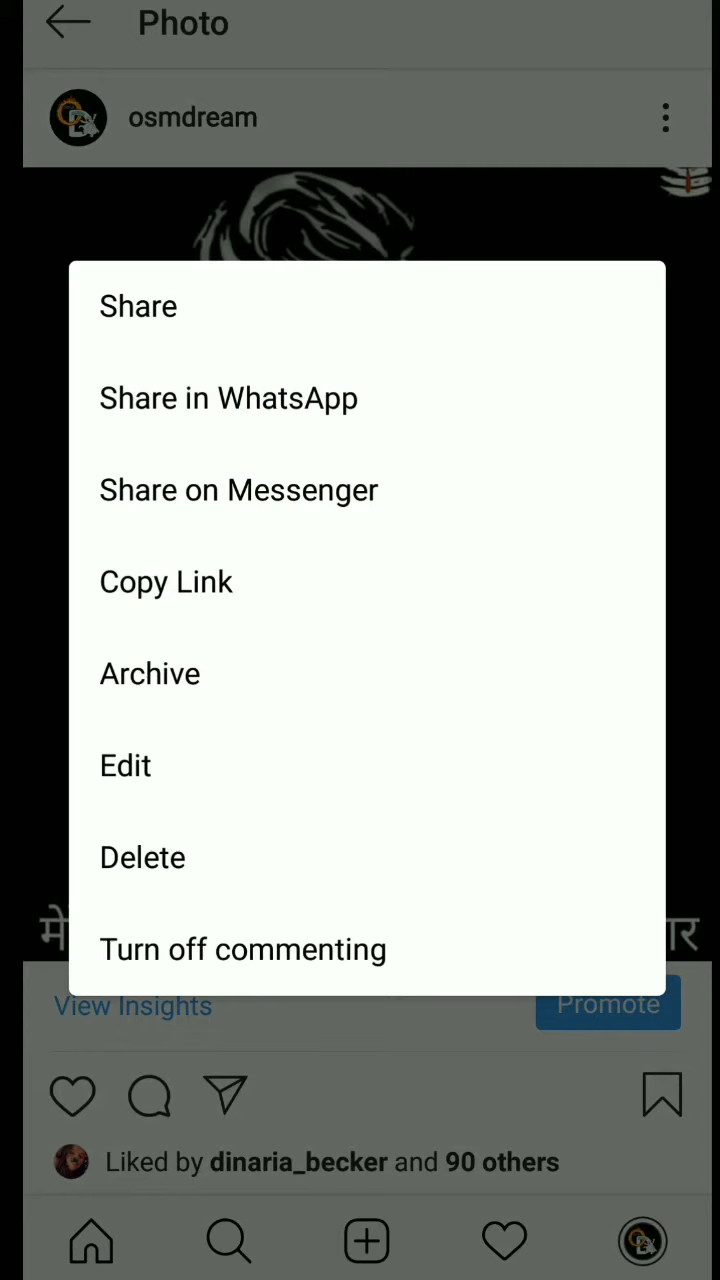 Photo
osmdream
Share
Share in WhatsApp
Share on Messenger
Copy Link
Archive
Edit
Delete
Turn off commenting
View Insights
Promote
Liked by dinaria_becker and 90 others